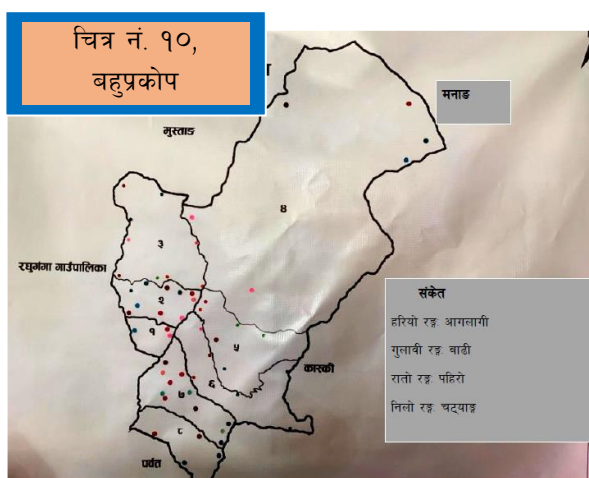 चित्र नं. १०,
बहुप्रकोप
मनाङ
मुस्ताङ
४
३
रघुगंगा गाउँपालिका
२
१
५
कास्की
६
७
८
पर्वत
संकेत
हरियो रङ्ग: आगलागी
गुलावी रङ्ग: बाढी
रातो रङ्ग: पहिरो
निलो रङ्ग: चट्याङ्ग